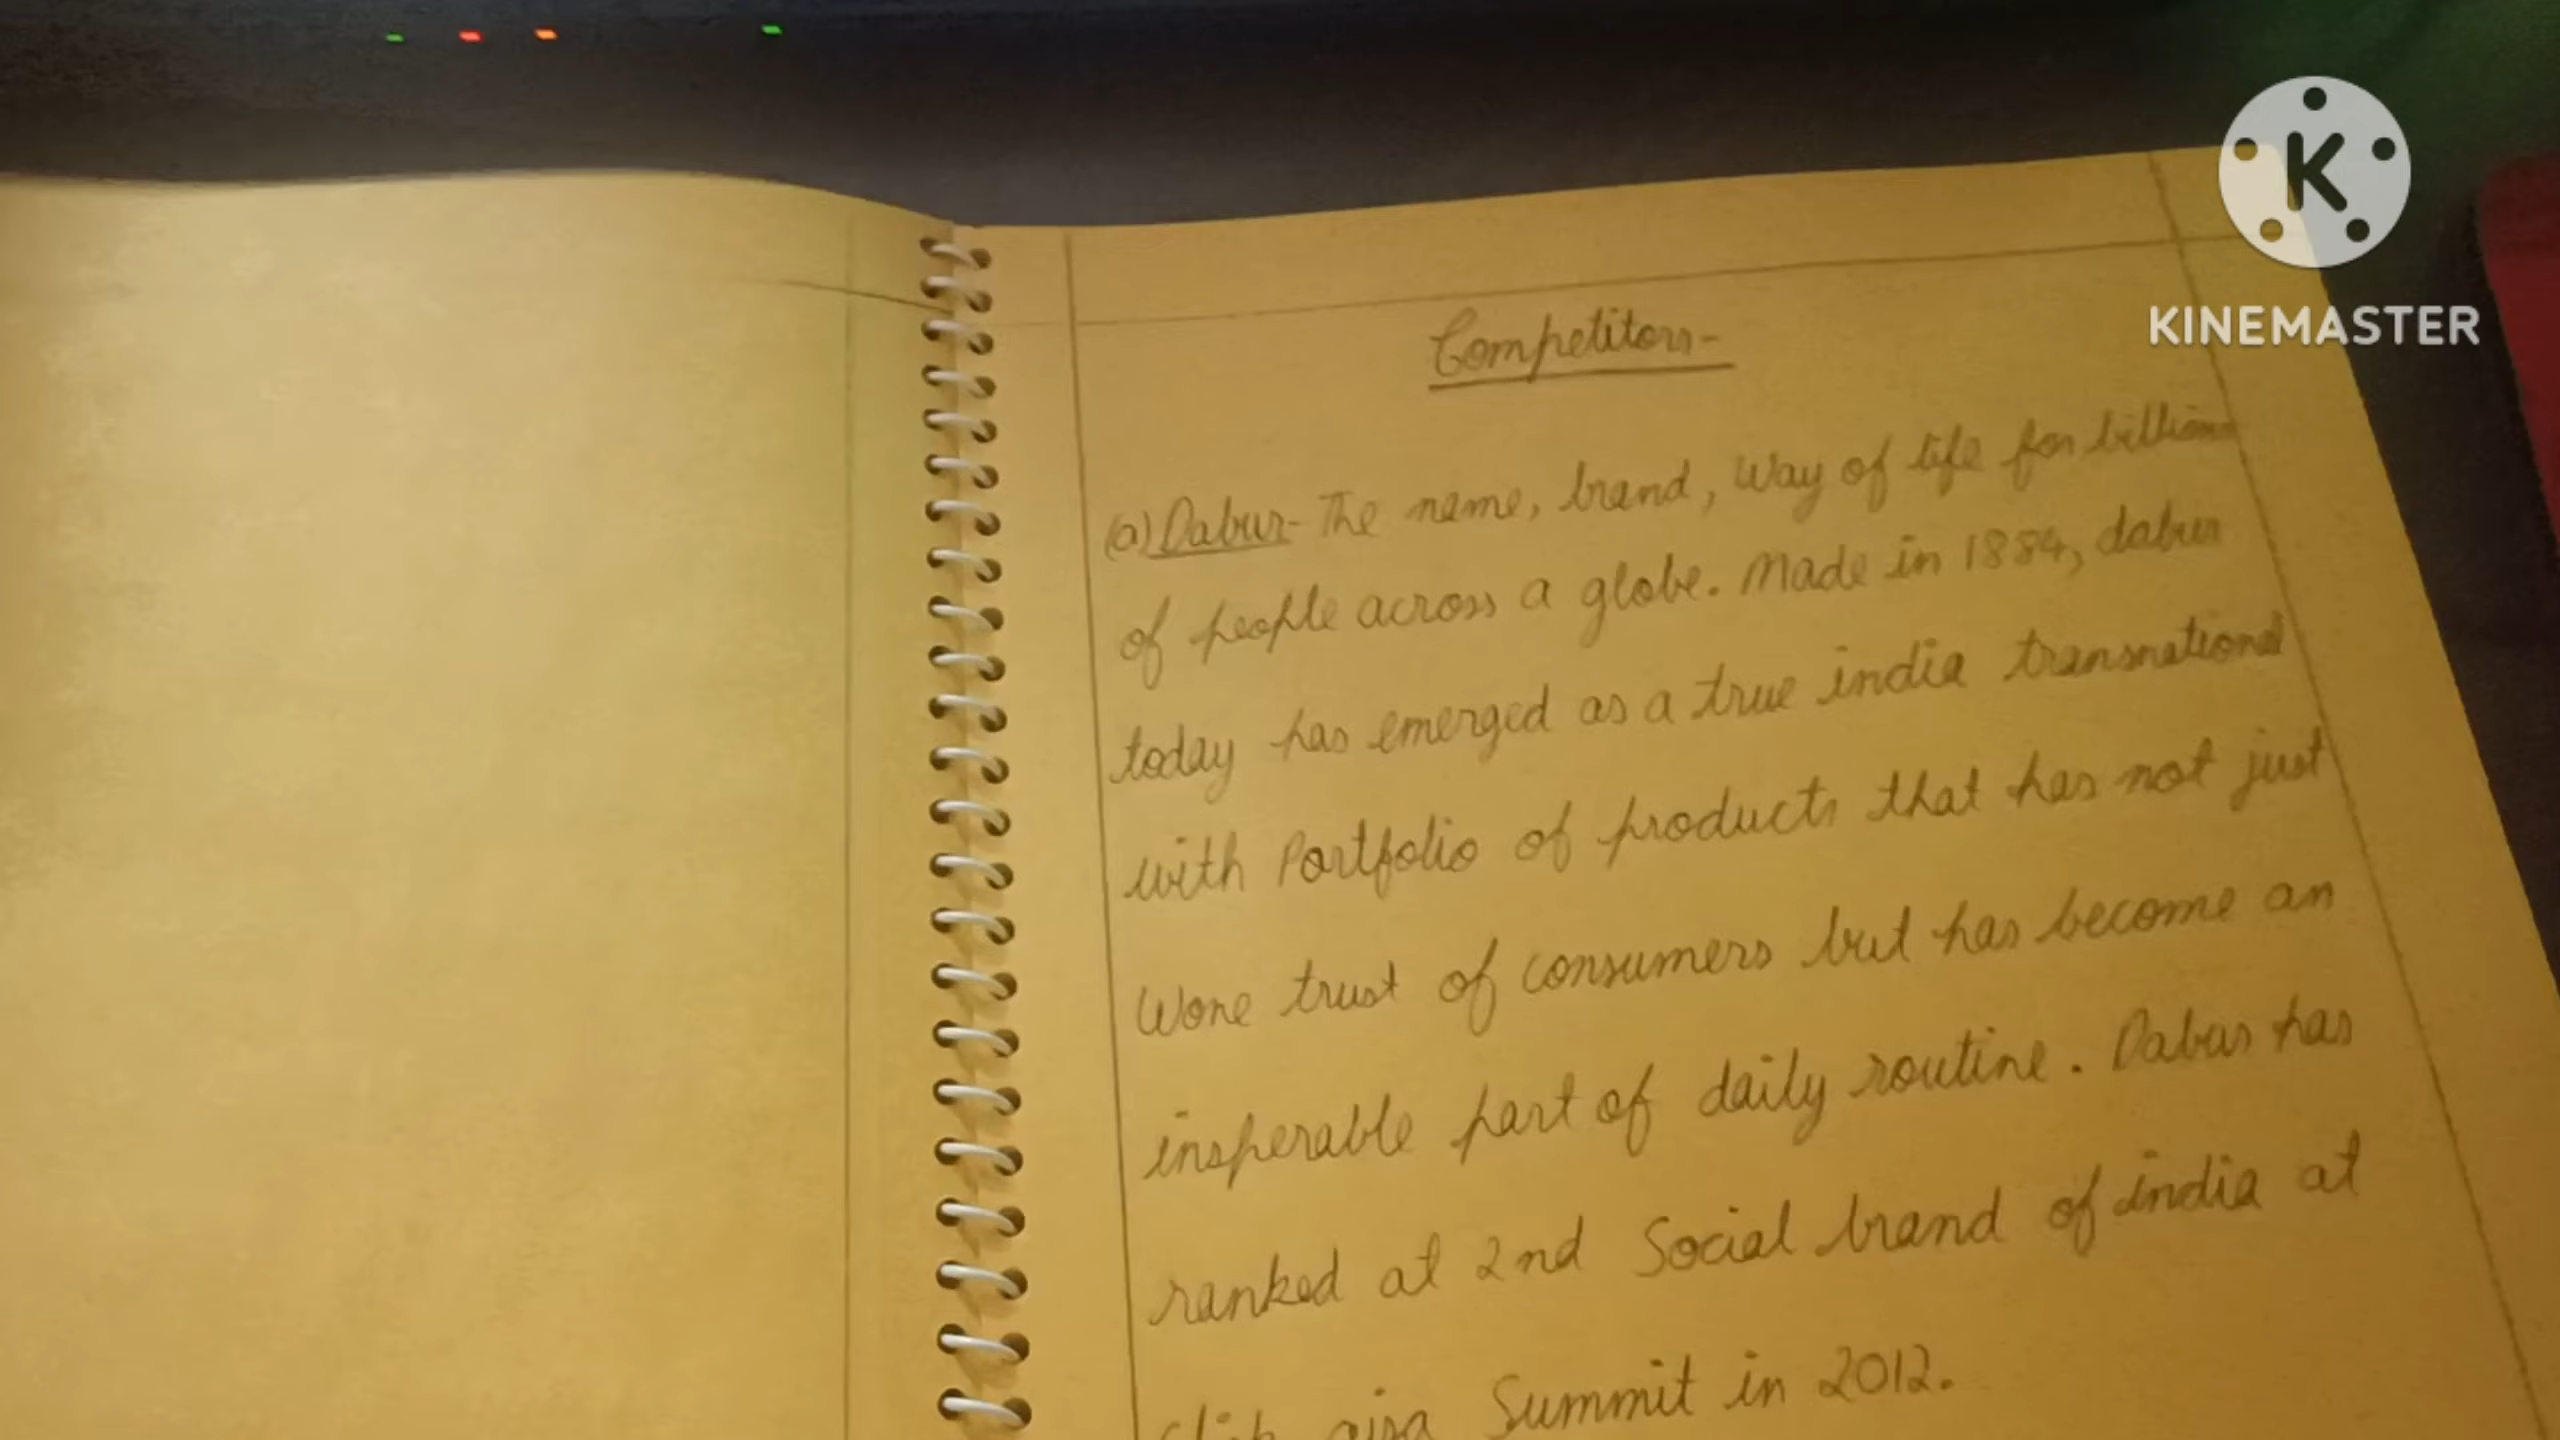 K
KINEMASTER
Competitors-
(a) Dabur- The name, brand, Way of life for billions
of people across a globe. Made in 1884, dabur
today has emerged as a true india transnational
with Portfolio of products that has not just
Wone trust of consumers but has become an
insperable part of daily routine. Dabur has
ranked at 2nd Social brand of india at
Summit in 2012.